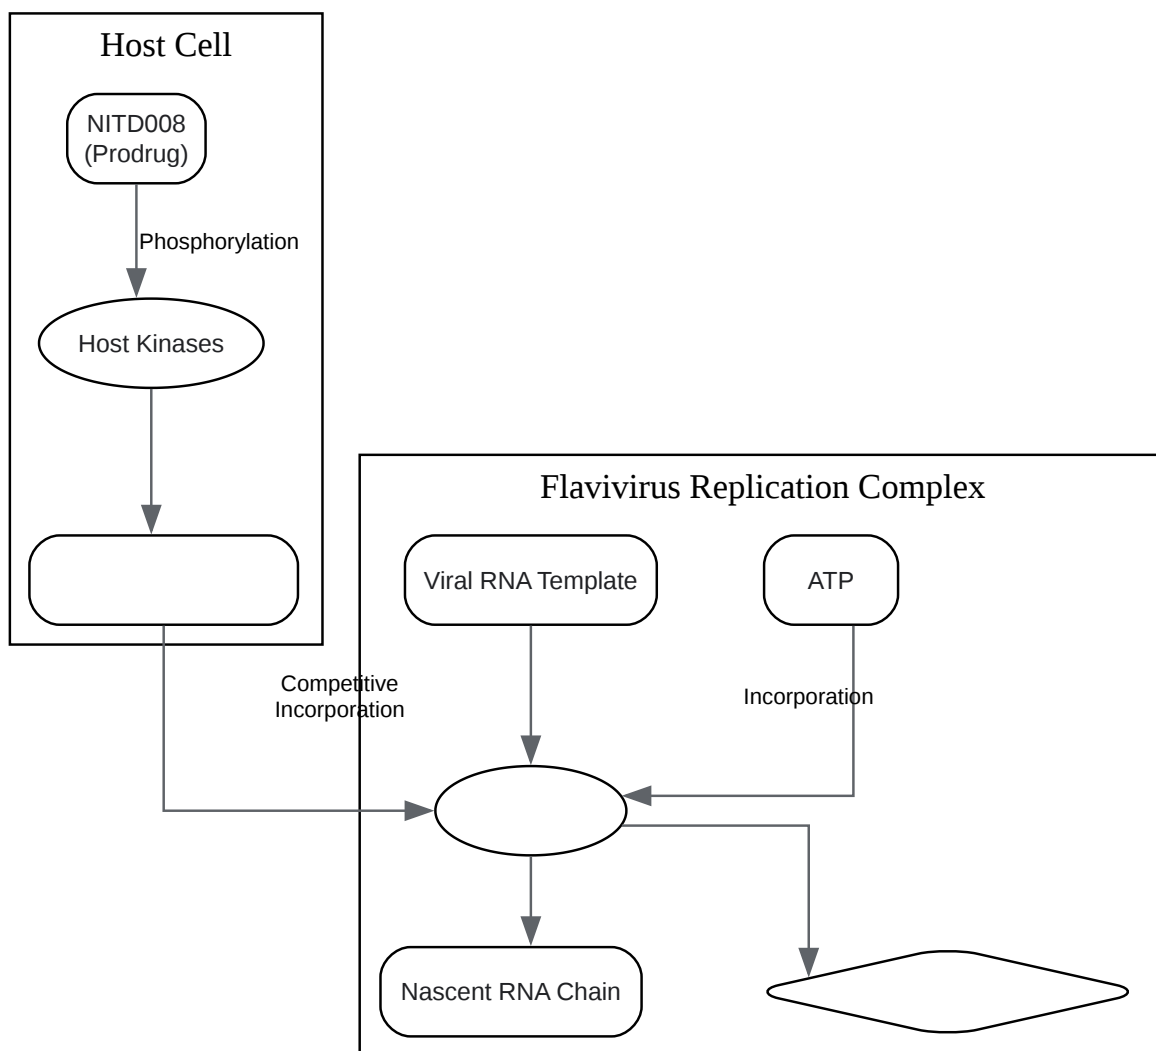 Host Cell
NITD008
(Prodrug)
Phosphorylation
Host Kinases
Flavivirus Replication Complex
Viral RNA Template
ATP
Competitive
Incorporation
Incorporation
Nascent RNA Chain